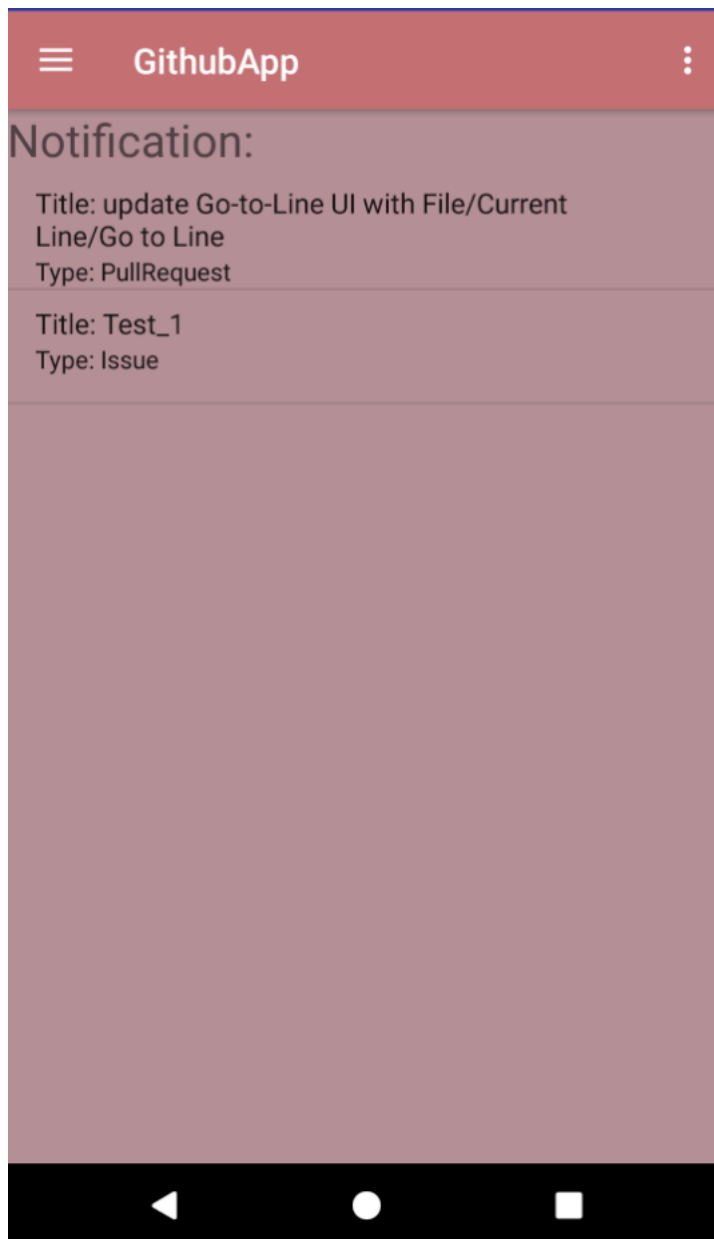 GithubApp
Notification:
Title: update Go-to-Line UI with File/Current
Line/Go to Line
Type: PullRequest
Title: Test_1
Type: Issue